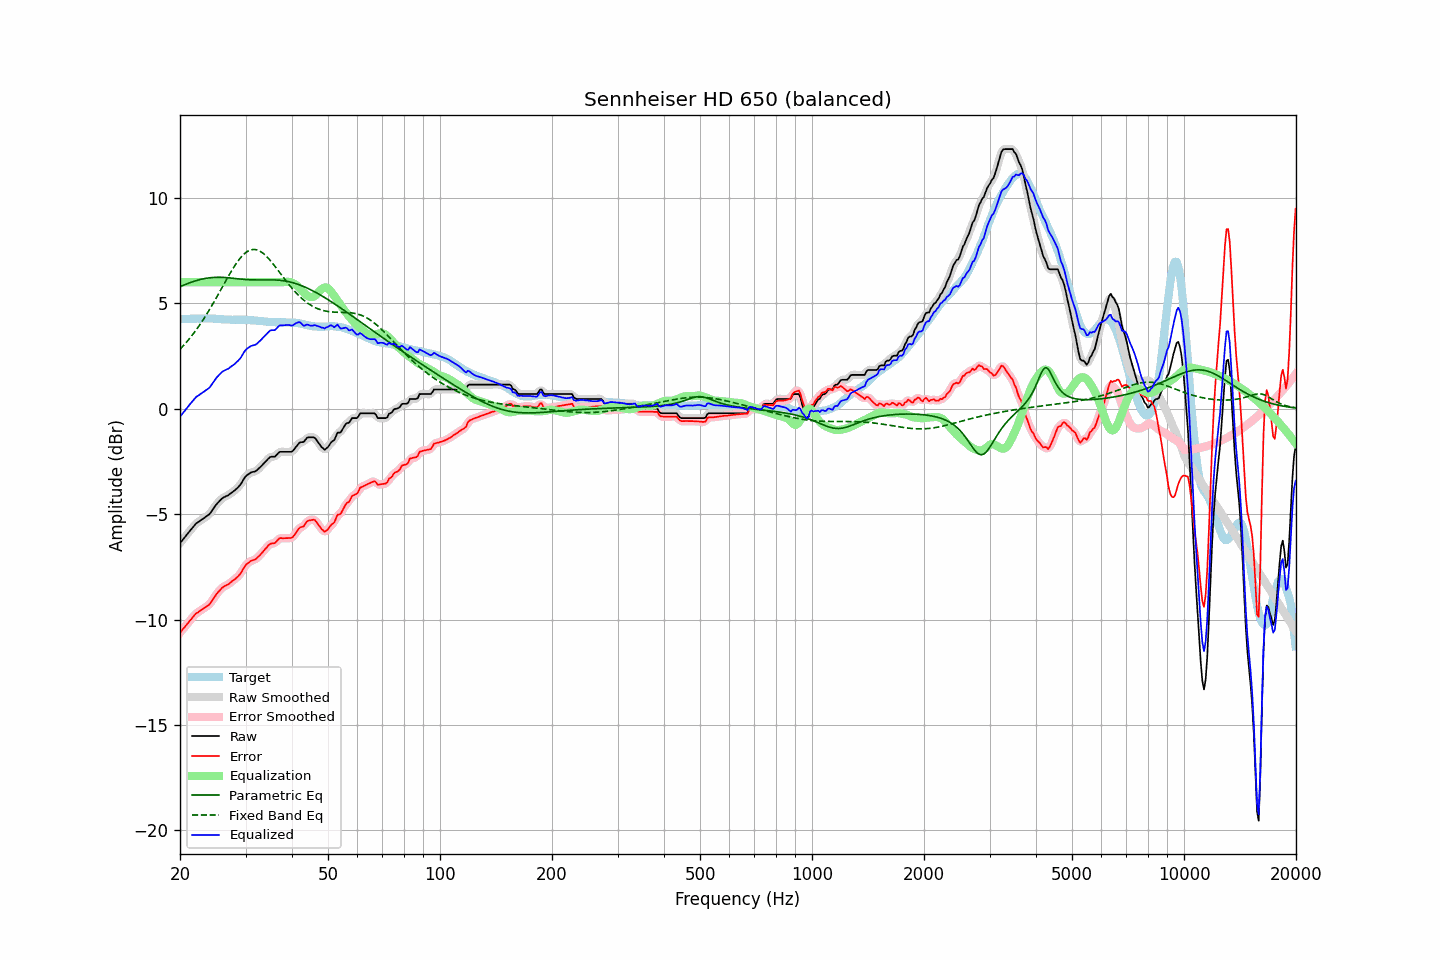 Sennheiser HD 650 (balanced)
Amplitude (dBr)
10
5
0
−5
−10
−15
−20
Target
Raw Smoothed
Error Smoothed
Raw
Error
Equalization
Parametric Eq
Fixed Band Eq
Equalized
20 50 100 200 500 1000 2000 5000 10000 20000
Frequency (Hz)